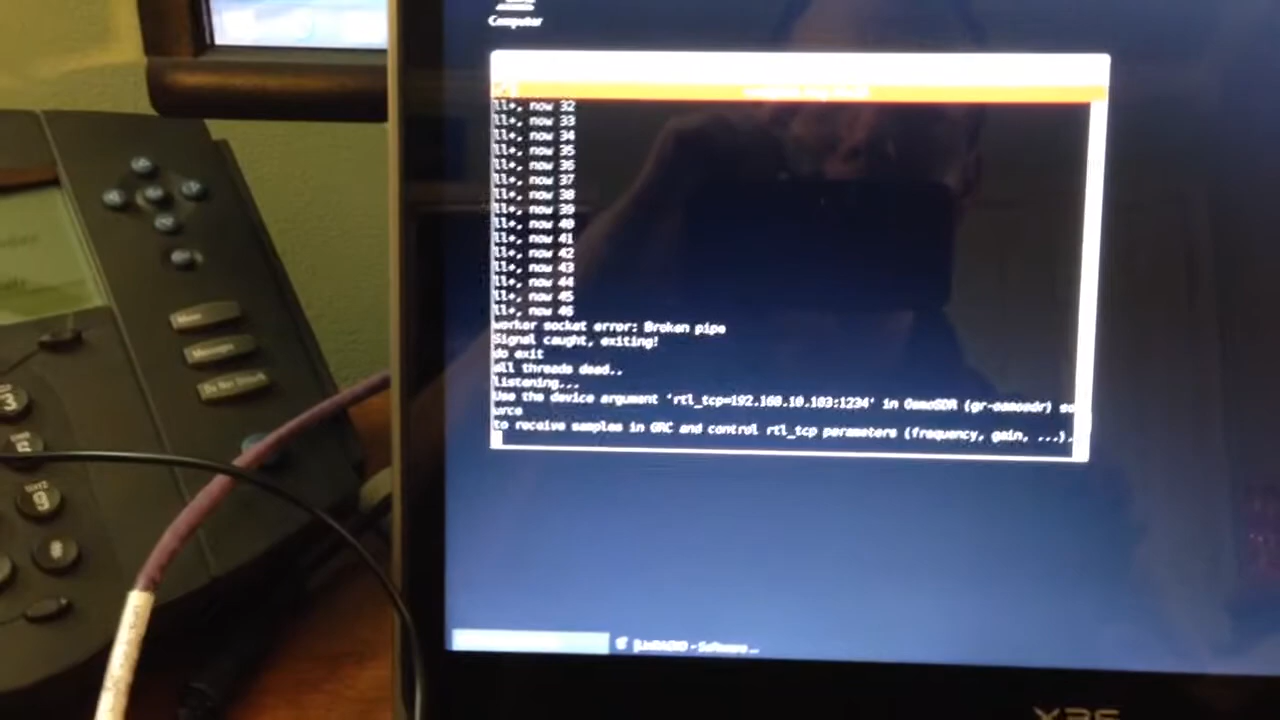 Computer
ll+, now 32
ll+, now 33
ll+, now 34
ll+, now 35
ll+, now 36
ll+, now 37
ll+, now 38
ll+, now 39
ll+, now 40
ll+, now 41
ll+, now 42
ll+, now 43
ll+, now 44
ll+, now 45
ll+, now 46
worker socket error: Broken pipe
Signal caught, exiting!
do exit
all threads dead..
listening...
Use the device argument 'rtl_tcp=192.168.10.103:1234' in OsmoSDR (gr-osmosdr) so
urce
to receive samples in GRC and control rtl_tcp parameters (frequency, gain, ...).
3
9
#